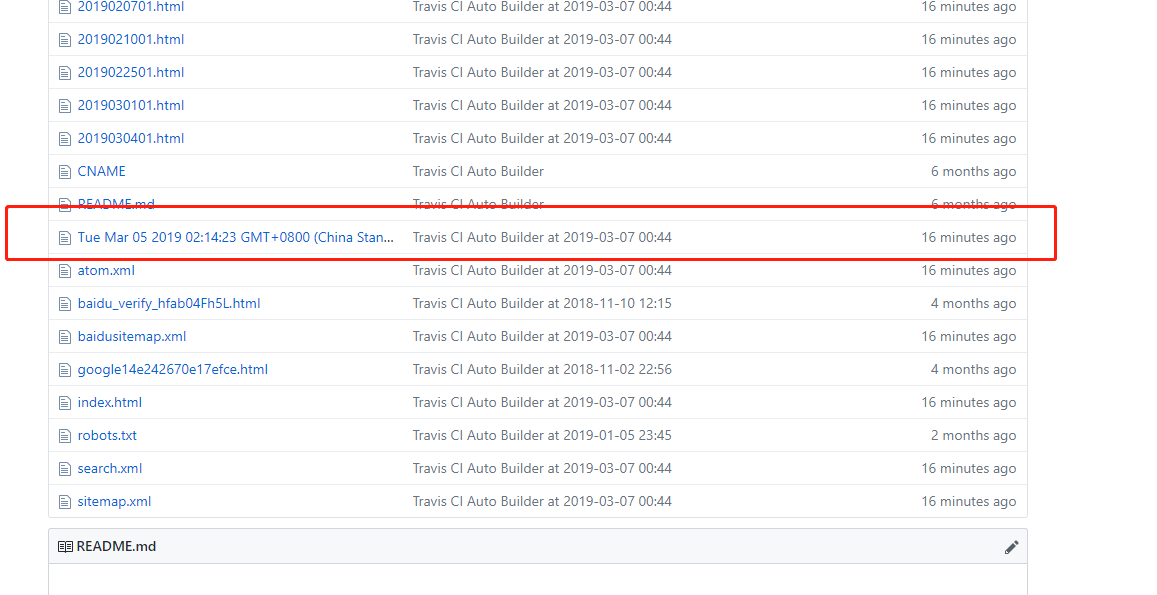 2019020701.html Travis CI Auto Builder at 2019-03-07 00:44 16 minutes ago
2019021001.html Travis CI Auto Builder at 2019-03-07 00:44 16 minutes ago
2019022501.html Travis CI Auto Builder at 2019-03-07 00:44 16 minutes ago
2019030101.html Travis CI Auto Builder at 2019-03-07 00:44 16 minutes ago
2019030401.html Travis CI Auto Builder at 2019-03-07 00:44 16 minutes ago
CNAME Travis CI Auto Builder 6 months ago
README.md Travis CI Auto Builder 6 months ago
Tue Mar 05 2019 02:14:23 GMT+0800 (China Stan... Travis CI Auto Builder at 2019-03-07 00:44 16 minutes ago
atom.xml Travis CI Auto Builder at 2019-03-07 00:44 16 minutes ago
baidu_verify_hfab04Fh5L.html Travis CI Auto Builder at 2018-11-10 12:15 4 months ago
baidusitemap.xml Travis CI Auto Builder at 2019-03-07 00:44 16 minutes ago
google14e242670e17efce.html Travis CI Auto Builder at 2018-11-02 22:56 4 months ago
index.html Travis CI Auto Builder at 2019-03-07 00:44 16 minutes ago
robots.txt Travis CI Auto Builder at 2019-01-05 23:45 2 months ago
search.xml Travis CI Auto Builder at 2019-03-07 00:44 16 minutes ago
sitemap.xml Travis CI Auto Builder at 2019-03-07 00:44 16 minutes ago
README.md